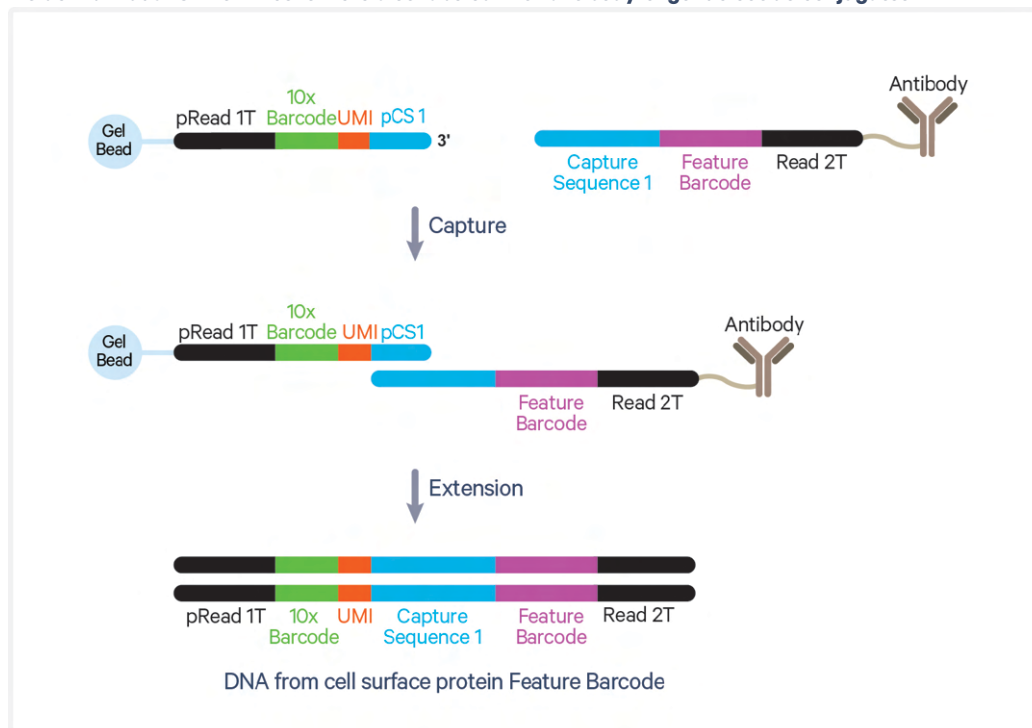 Antibody
10x
pRead 1T Barcode UMI pCS 1
Gel
Bead
3'
Capture
Sequence 1
Feature
Barcode
Read 2T
Capture
10x
pRead 1T Barcode UMI pCS1
Gel
Bead
Antibody
Feature
Barcode
Read 2T
Extension
pRead 1T
10x
Barcode
UMI
Capture
Sequence 1
Feature
Barcode
Read 2T
DNA from cell surface protein Feature Barcode